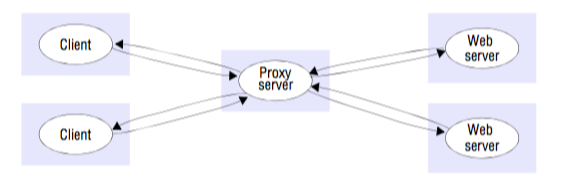 Client
Web
server
Proxy
server
Client
Web
server